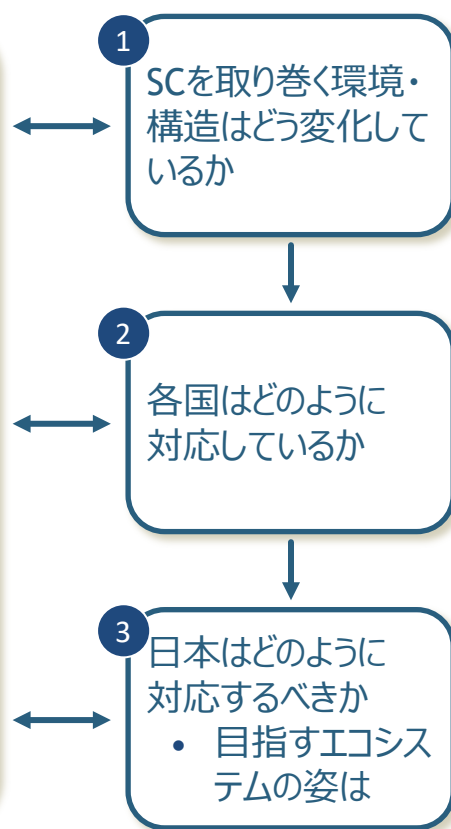 1
SCを取り巻く環境・
構造はどう変化して
いるか
2
各国はどのように
対応しているか
3
日本はどのように
対応するべきか
• 目指すエコシス
テムの姿は